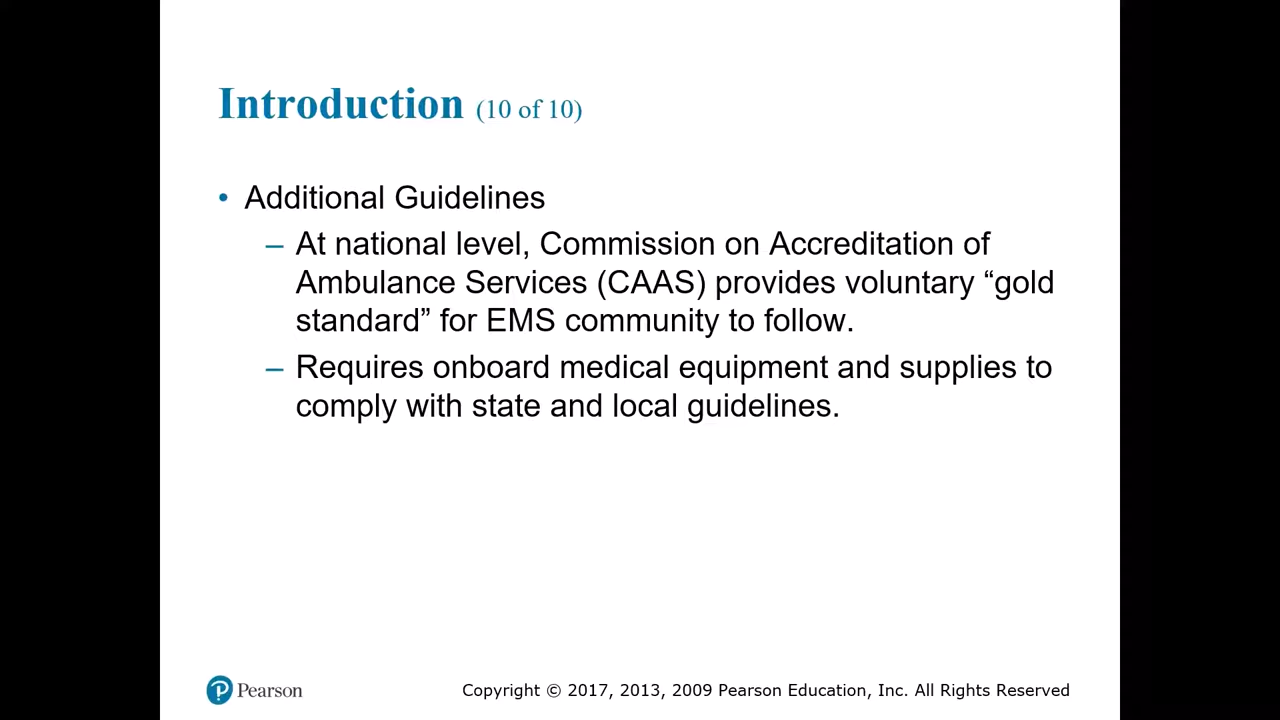 Introduction (10 of 10)
• Additional Guidelines
– At national level, Commission on Accreditation of
Ambulance Services (CAAS) provides voluntary “gold
standard” for EMS community to follow.
– Requires onboard medical equipment and supplies to
comply with state and local guidelines.
P Pearson
Copyright © 2017, 2013, 2009 Pearson Education, Inc. All Rights Reserved